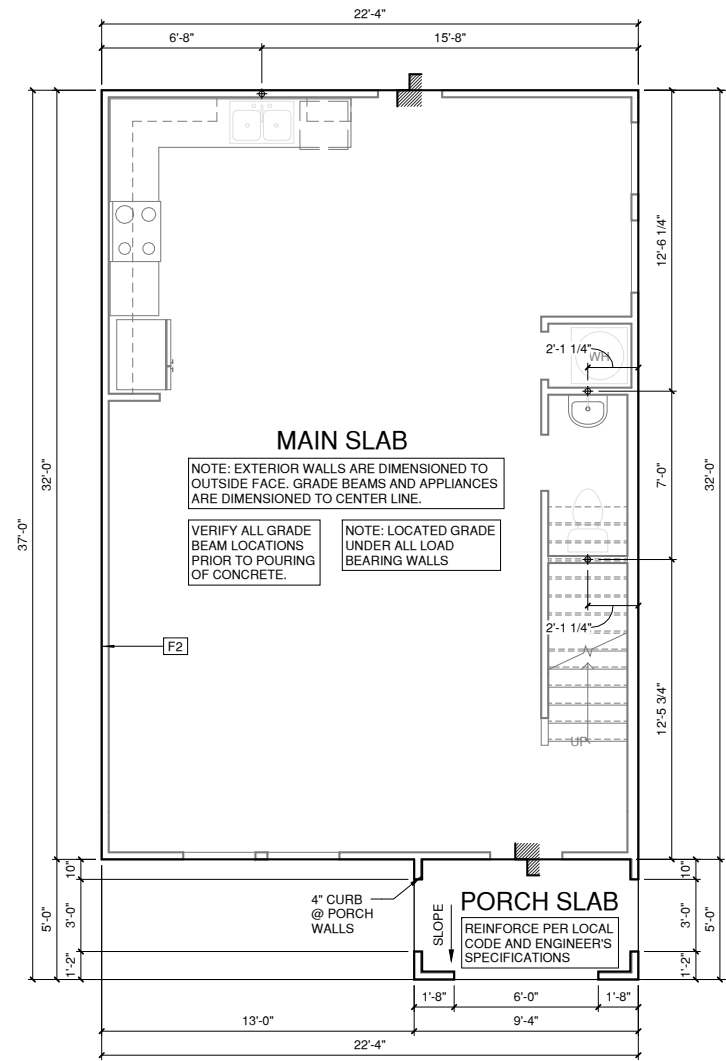 22'-4"
6'-8"
15'-8"
12'-6 1/4"
2'-1 1/4"
WH
MAIN SLAB
NOTE: EXTERIOR WALLS ARE DIMENSIONED TO
OUTSIDE FACE. GRADE BEAMS AND APPLIANCES
ARE DIMENSIONED TO CENTER LINE.
VERIFY ALL GRADE
BEAM LOCATIONS
PRIOR TO POURING
OF CONCRETE.
NOTE: LOCATED GRADE
UNDER ALL LOAD
BEARING WALLS
37'-0"
32'-0"
7'-0"
32'-0"
2'-1 1/4"
F2
12'-5 3/4"
UP
5'-0"
10"
3'-0"
1'-2"
4" CURB
@ PORCH
WALLS
SLOPE
PORCH SLAB
REINFORCE PER LOCAL
CODE AND ENGINEER'S
SPECIFICATIONS
10"
3'-0"
1'-2"
5'-0"
1'-8"
6'-0"
1'-8"
13'-0"
9'-4"
22'-4"